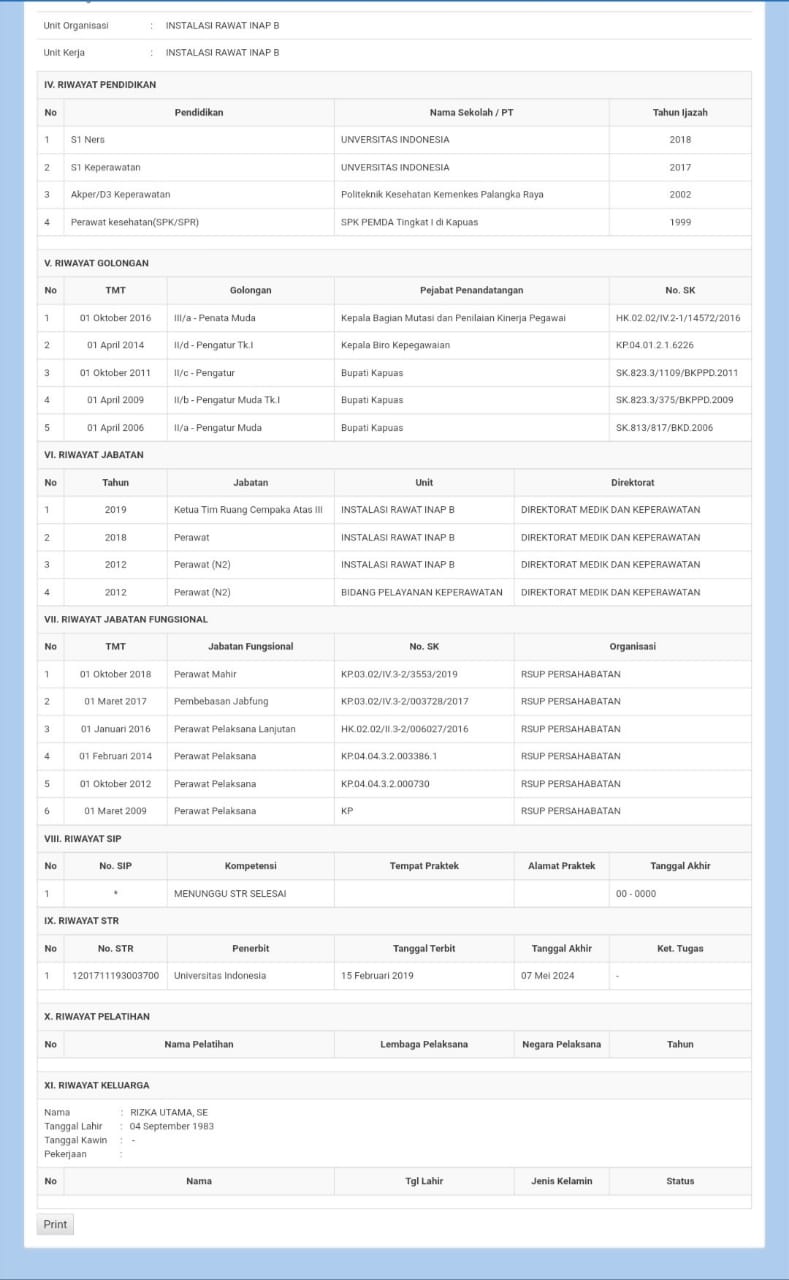 Unit Organisasi : INSTALASI RAWAT INAP B
Unit Kerja : INSTALASI RAWAT INAP B
IV. RIWAYAT PENDIDIKAN
No Pendidikan Nama Sekolah / PT Tahun Ijazah
1 S1 Ners UNVERSITAS INDONESIA 2018
2 S1 Keperawatan UNVERSITAS INDONESIA 2017
3 Akper/D3 Keperawatan Politeknik Kesehatan Kemenkes Palangka Raya 2002
4 Perawat kesehatan(SPK/SPR) SPK PEMDA Tingkat I di Kapuas 1999
V. RIWAYAT GOLONGAN
No TMT Golongan Pejabat Penandatangan No. SK
1 01 Oktober 2016 III/a - Penata Muda Kepala Bagian Mutasi dan Penilaian Kinerja Pegawai HK.02.02/IV.2-1/14572/2016
2 01 April 2014 II/d - Pengatur Tk.I Kepala Biro Kepegawaian KP.04.01.2.1.6226
3 01 Oktober 2011 II/c - Pengatur Bupati Kapuas SK.823.3/1109/BKPPD.2011
4 01 April 2009 II/b - Pengatur Muda Tk.I Bupati Kapuas SK.823.3/375/BKPPD.2009
5 01 April 2006 II/a - Pengatur Muda Bupati Kapuas SK.813/817/BKD.2006
VI. RIWAYAT JABATAN
No Tahun Jabatan Unit Direktorat
1 2019 Ketua Tim Ruang Cempaka Atas III INSTALASI RAWAT INAP B DIREKTORAT MEDIK DAN KEPERAWATAN
2 2018 Perawat INSTALASI RAWAT INAP B DIREKTORAT MEDIK DAN KEPERAWATAN
3 2012 Perawat (N2) INSTALASI RAWAT INAP B DIREKTORAT MEDIK DAN KEPERAWATAN
4 2012 Perawat (N2) BIDANG PELAYANAN KEPERAWATAN DIREKTORAT MEDIK DAN KEPERAWATAN
VII. RIWAYAT JABATAN FUNGSIONAL
No TMT Jabatan Fungsional No. SK Organisasi
1 01 Oktober 2018 Perawat Mahir KP.03.02/IV.3-2/3553/2019 RSUP PERSAHABATAN
2 01 Maret 2017 Pembebasan Jabfung KP.03.02/IV.3-2/003728/2017 RSUP PERSAHABATAN
3 01 Januari 2016 Perawat Pelaksana Lanjutan HK.02.02/II.3-2/006027/2016 RSUP PERSAHABATAN
4 01 Februari 2014 Perawat Pelaksana KP.04.04.3.2.003386.1 RSUP PERSAHABATAN
5 01 Oktober 2012 Perawat Pelaksana KP.04.04.3.2.000730 RSUP PERSAHABATAN
6 01 Maret 2009 Perawat Pelaksana KP RSUP PERSAHABATAN
VIII. RIWAYAT SIP
No No. SIP Kompetensi Tempat Praktek Alamat Praktek Tanggal Akhir
1 * MENUNGGU STR SELESAI 00 - 0000
IX. RIWAYAT STR
No No. STR Penerbit Tanggal Terbit Tanggal Akhir Ket. Tugas
1 1201711193003700 Universitas Indonesia 15 Februari 2019 07 Mei 2024 -
X. RIWAYAT PELATIHAN
No Nama Pelatihan Lembaga Pelaksana Negara Pelaksana Tahun
XI. RIWAYAT KELUARGA
Nama : RIZKA UTAMA, SE
Tanggal Lahir : 04 September 1983
Tanggal Kawin : -
Pekerjaan :
No Nama Tgl Lahir Jenis Kelamin Status
Print